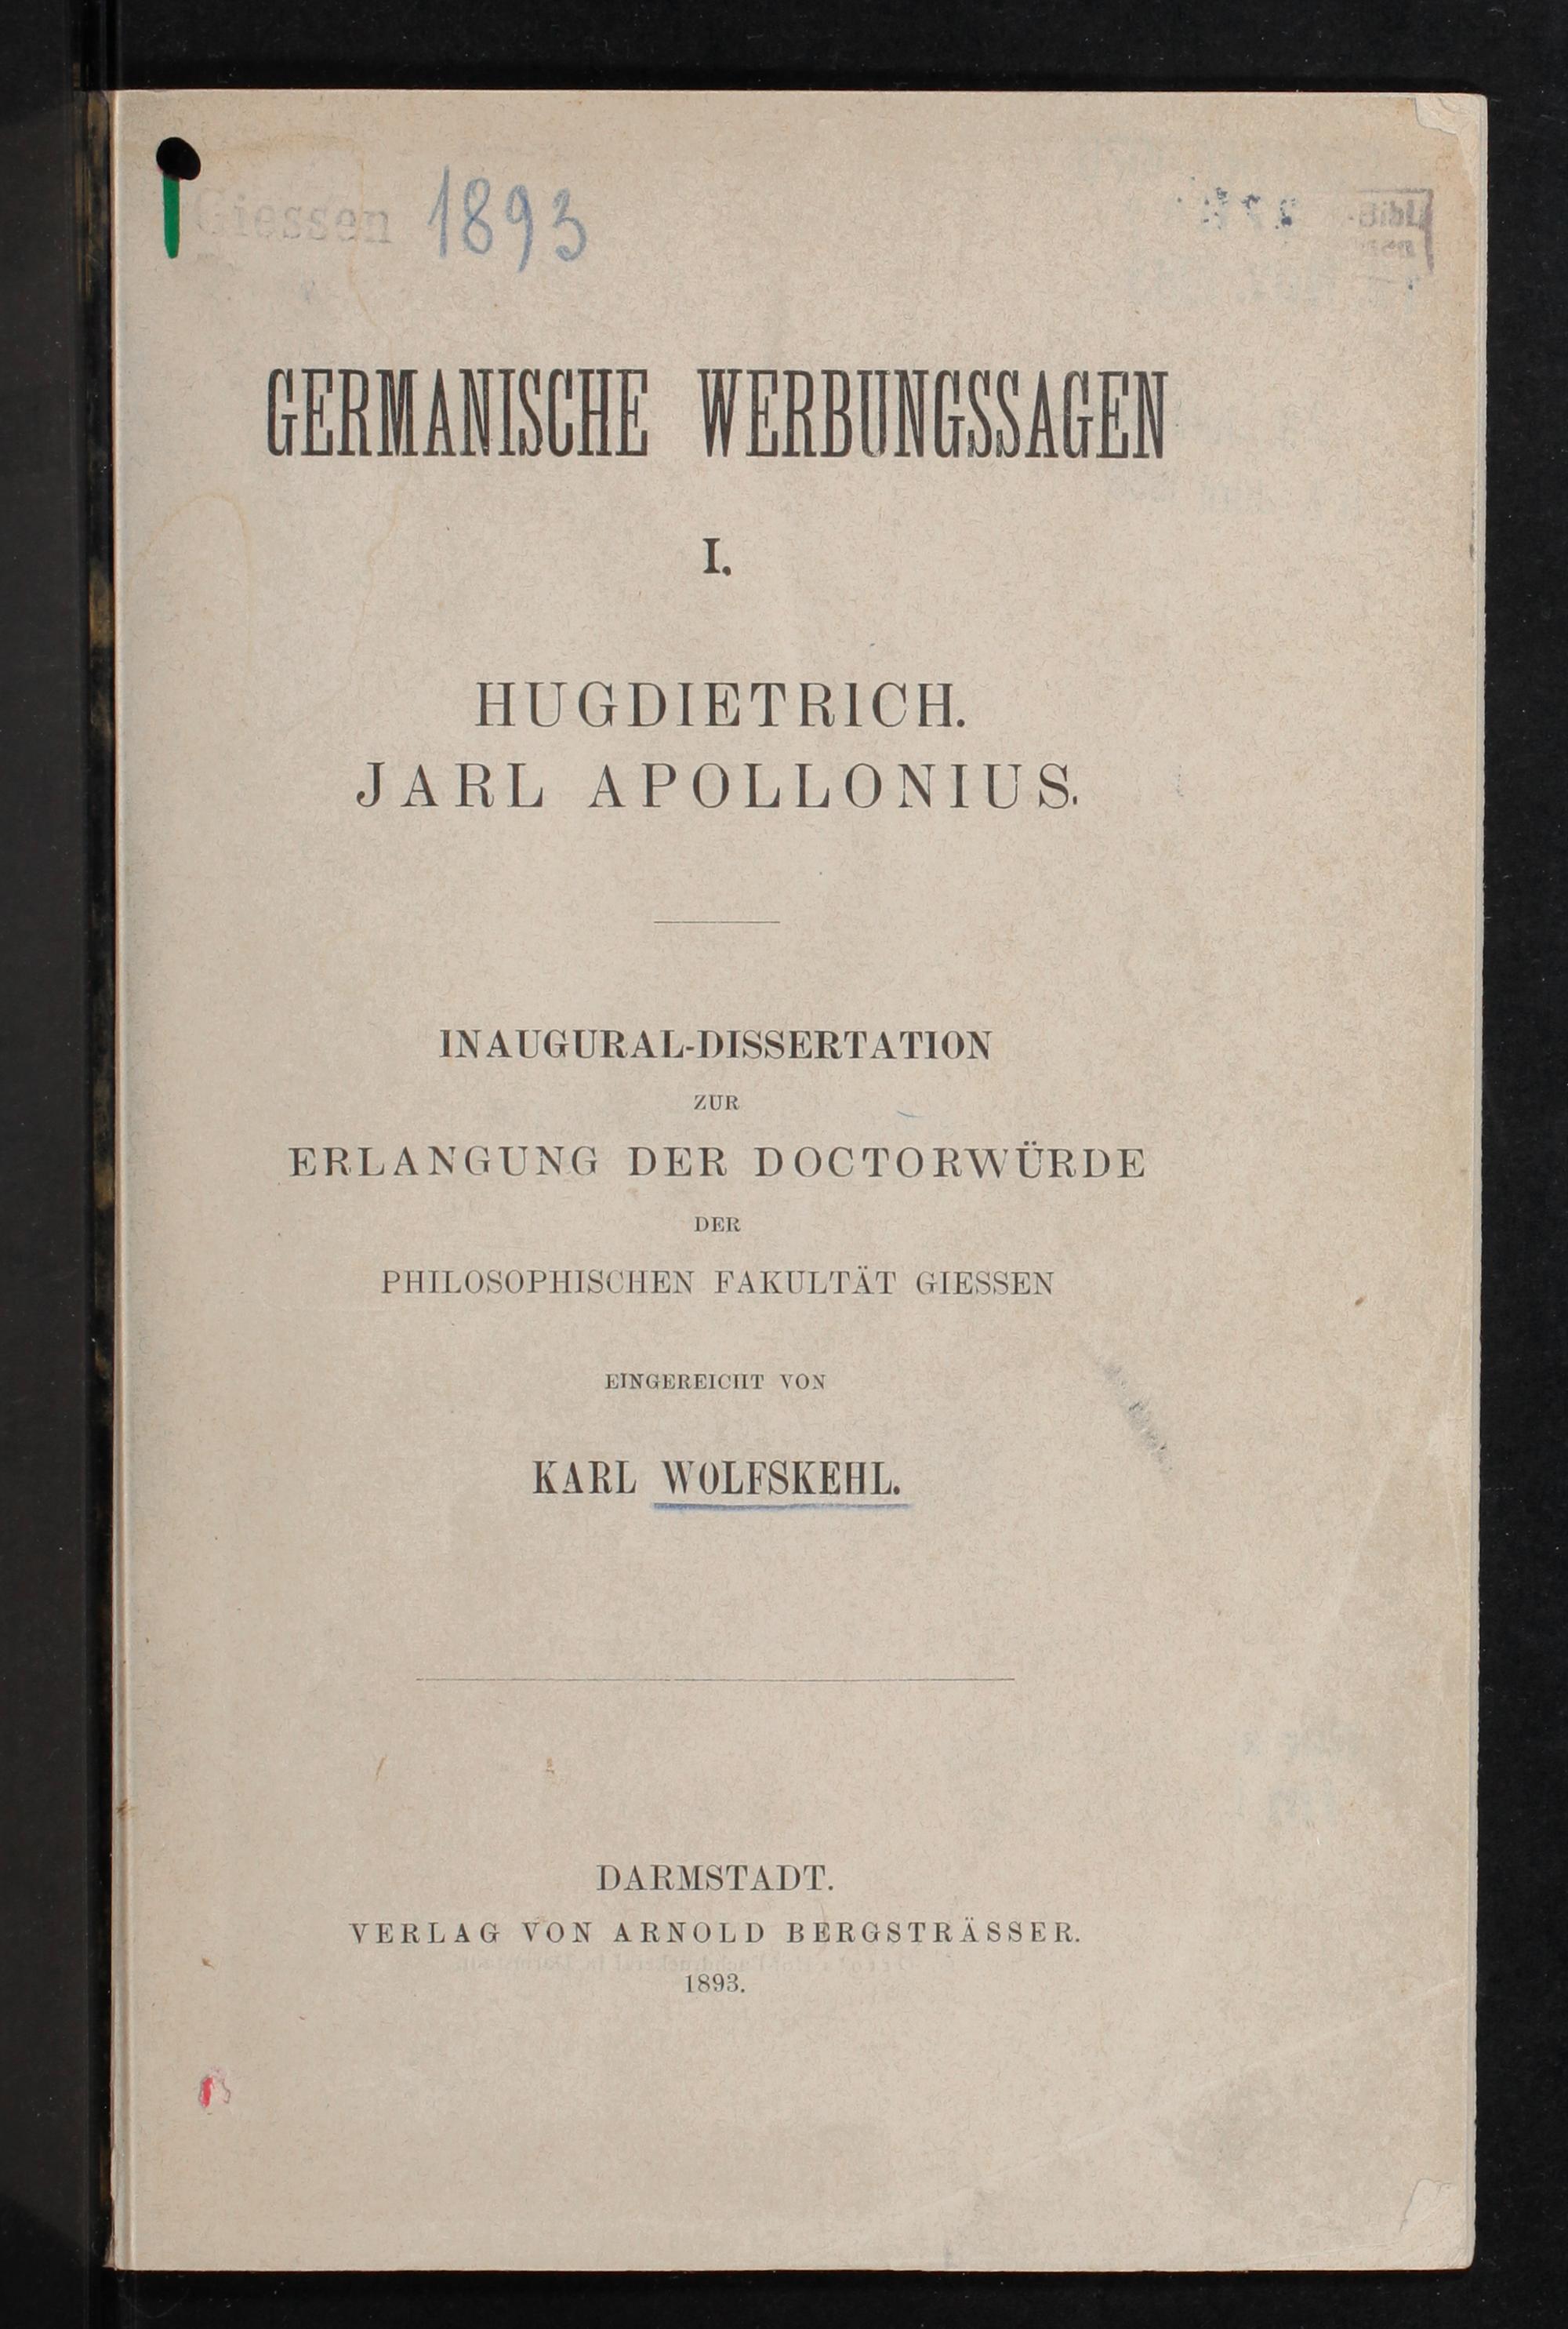 Giessen 1893
GERMANISCHE WERBUNGSSAGEN
I.
HUGDIETRICH.
JARL APOLLONIUS.
INAUGURAL-DISSERTATION
ZUR
ERLANGUNG DER DOCTORWÜRDE
DER
PHILOSOPHISCHEN FAKULTÄT GIESSEN
EINGEREICHT VON
KARL WOLFSKEHL.
DARMSTADT.
VERLAG VON ARNOLD BERGSTRÄSSER.
1893.